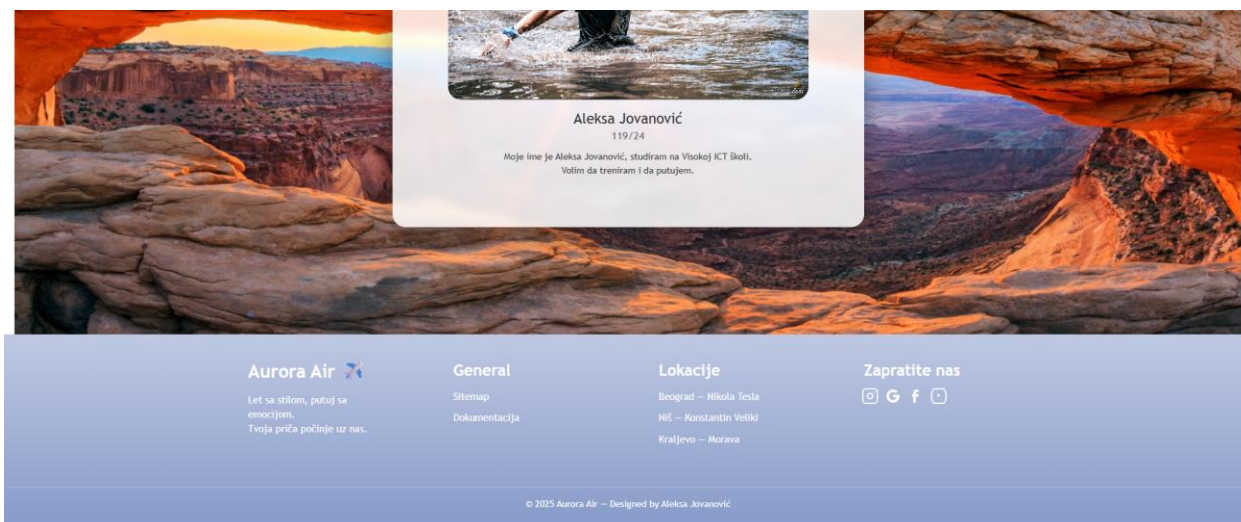 Aleksa Jovanović
119/24
Moje ime je Aleksa Jovanović, studiram na Visokoj ICT školi.
Volim da treniram i da putujem.
Aurora Air
Let sa stilom, putuj sa
emocijom.
Tvoja priča počinje uz nas.
General
Sitemap
Dokumentacija
Lokacije
Beograd — Nikola Tesla
Niš — Konstantin Veliki
Kraljevo — Morava
Zapratite nas
© 2025 Aurora Air — Designed by Aleksa Jovanović